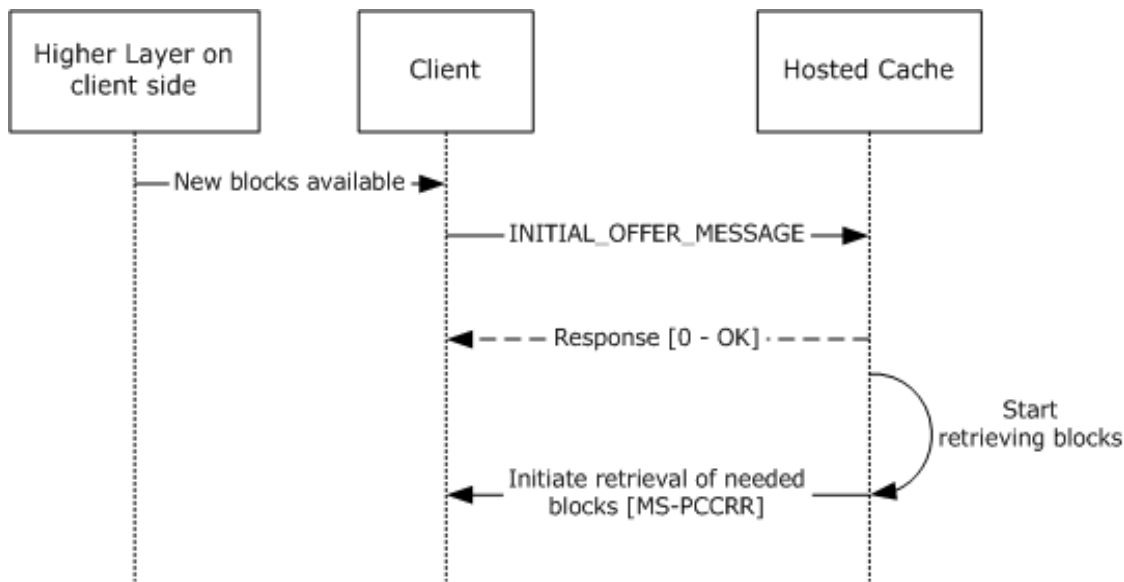 Higher Layer on
client side
Client
Hosted Cache
New blocks available
INITIAL_OFFER_MESSAGE
Response [0 - OK]
Start
retrieving blocks
Initiate retrieval of needed
blocks [MS-PCCRR]